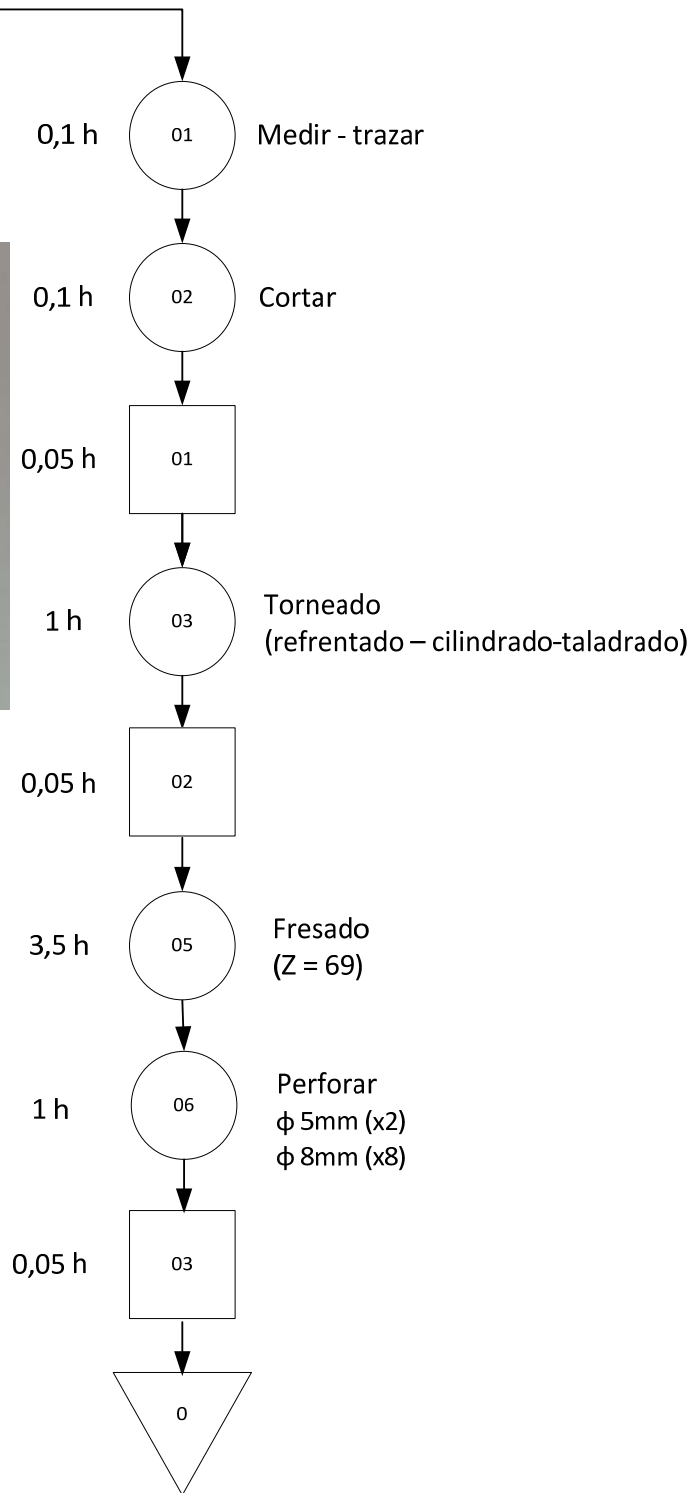 0,1 h
01
Medir - trazar
0,1 h
02
Cortar
0,05 h
01
1 h
03
Torneado
(refrentado – cilindrado-taladrado)
0,05 h
02
3,5 h
05
Fresado
(Z = 69)
1 h
06
Perforar
ϕ 5mm (x2)
ϕ 8mm (x8)
0,05 h
03
0